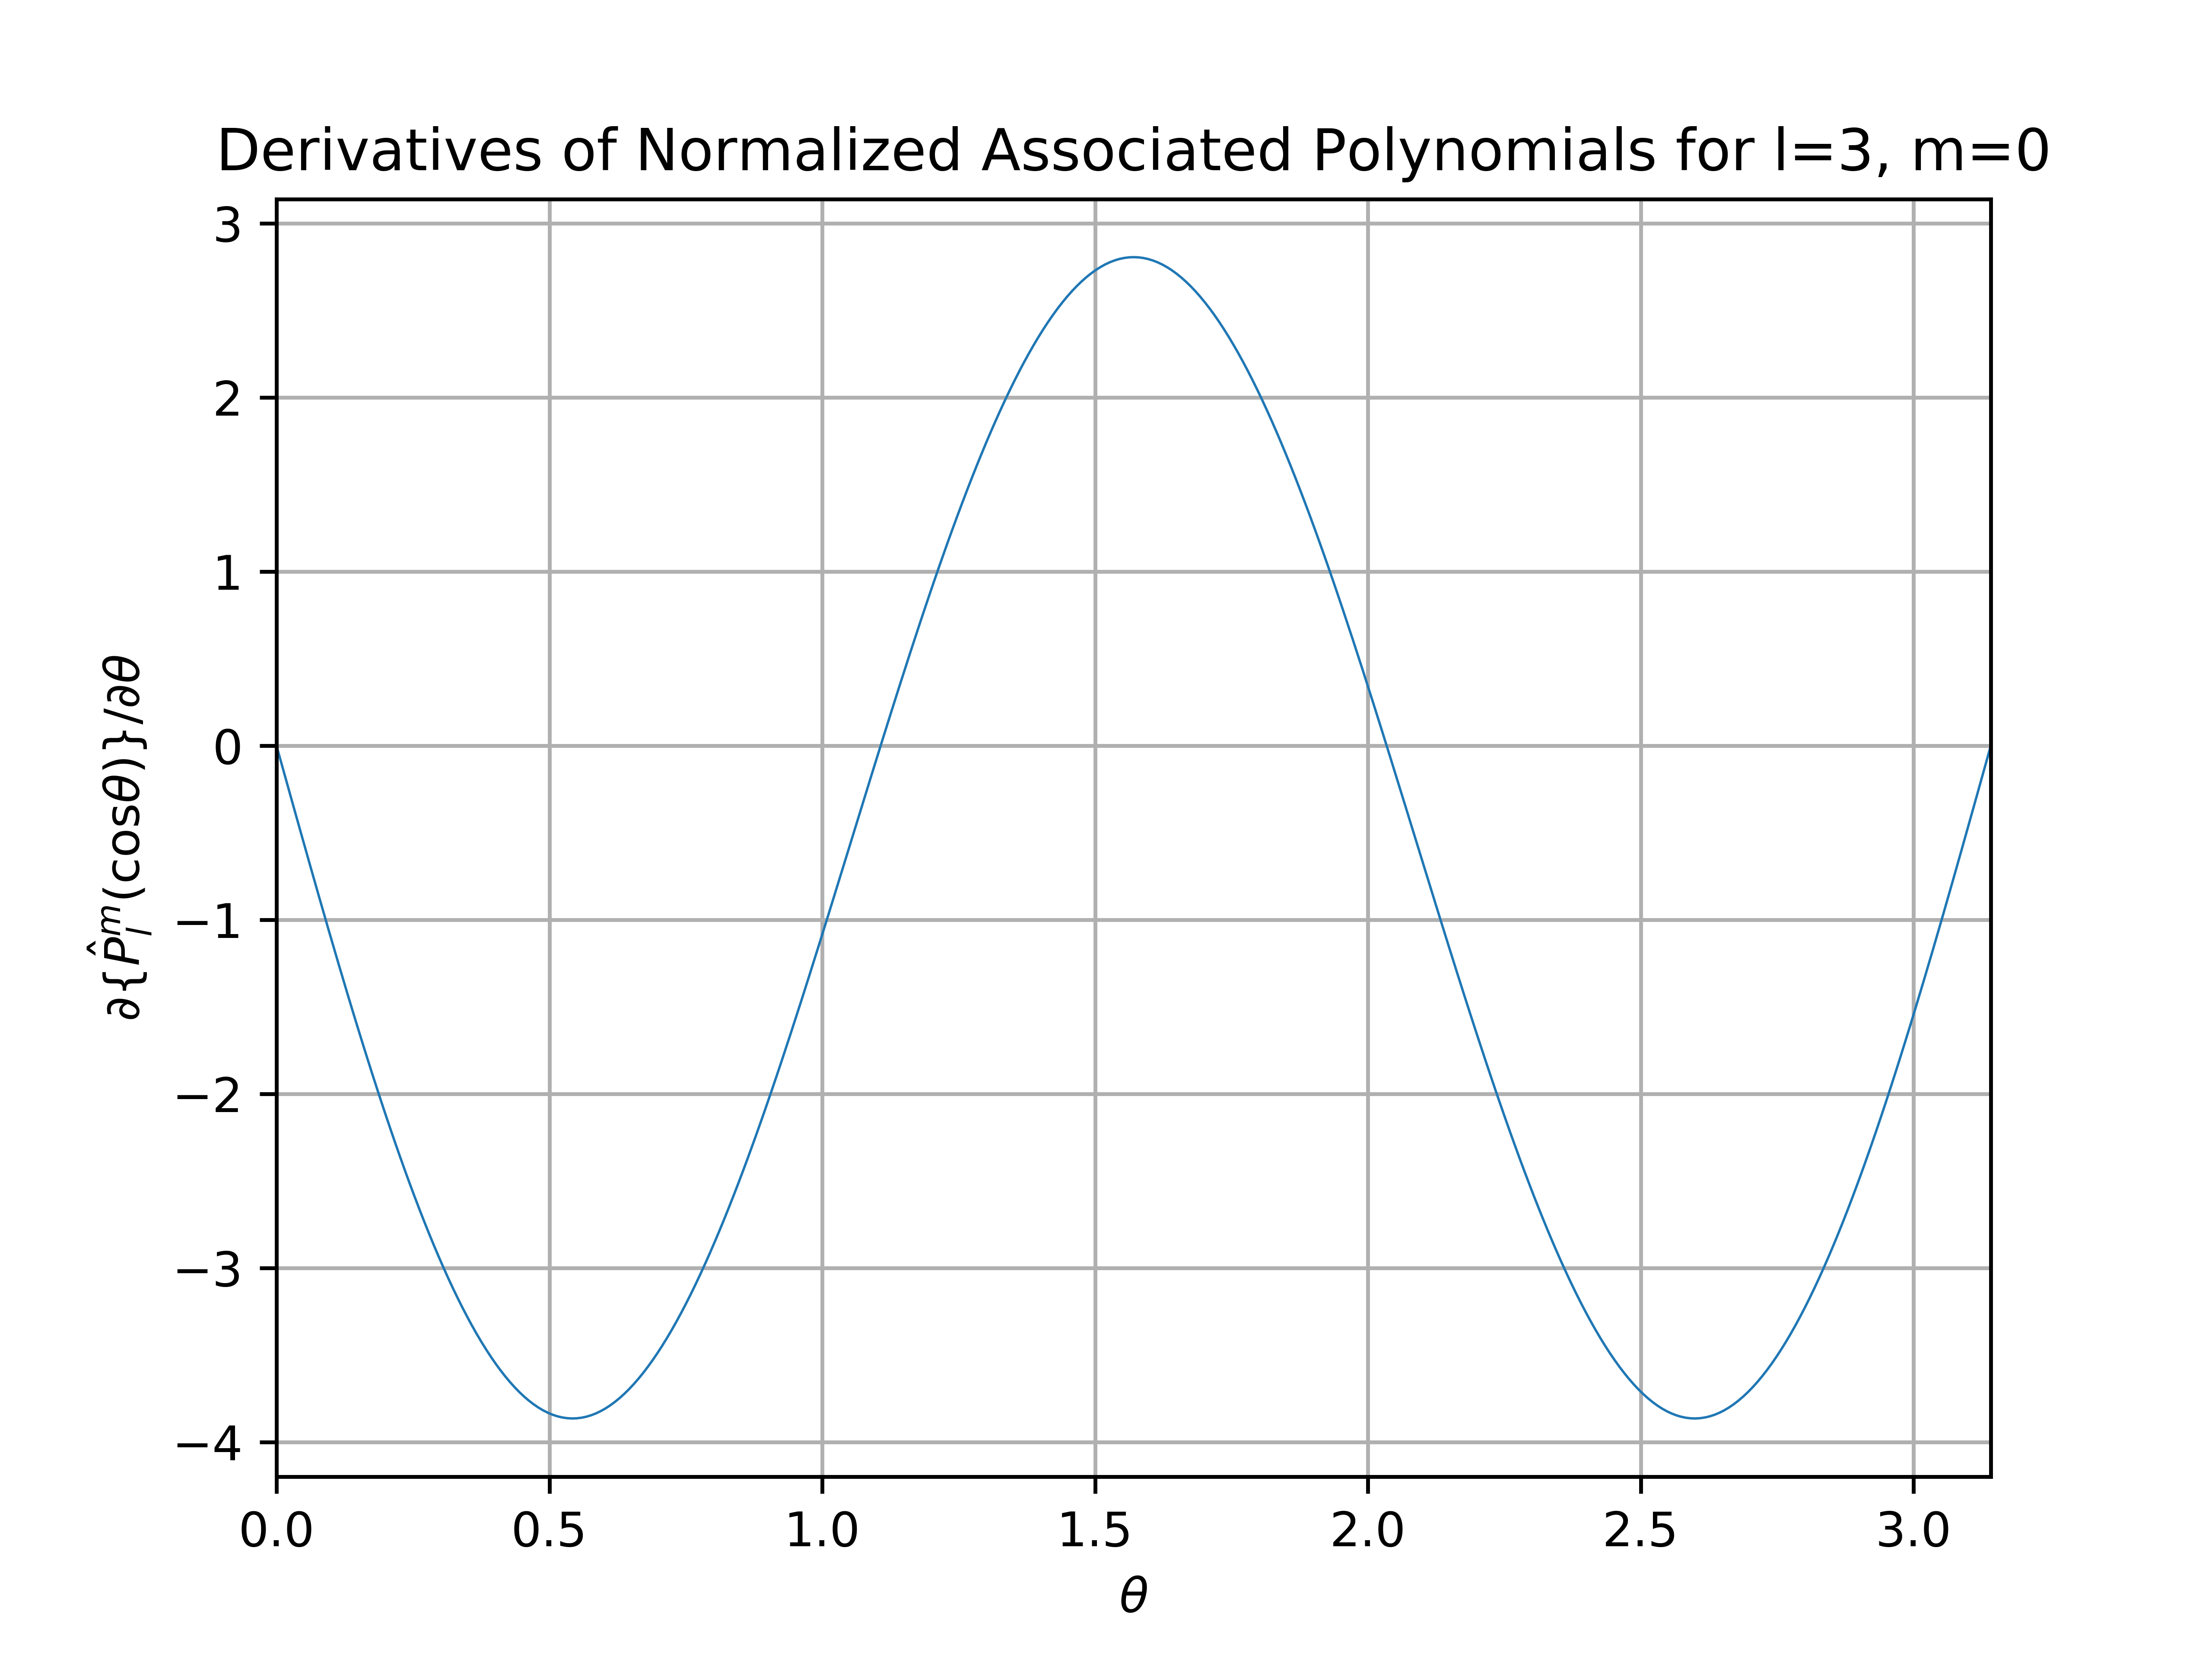 Derivatives of Normalized Associated Polynomials for l=3, m=0
3
2
1
0
−1
−2
−3
−4
∂{P̂ₗᵐ(cosθ)}/∂θ
0.0 0.5 1.0 1.5 2.0 2.5 3.0
θ